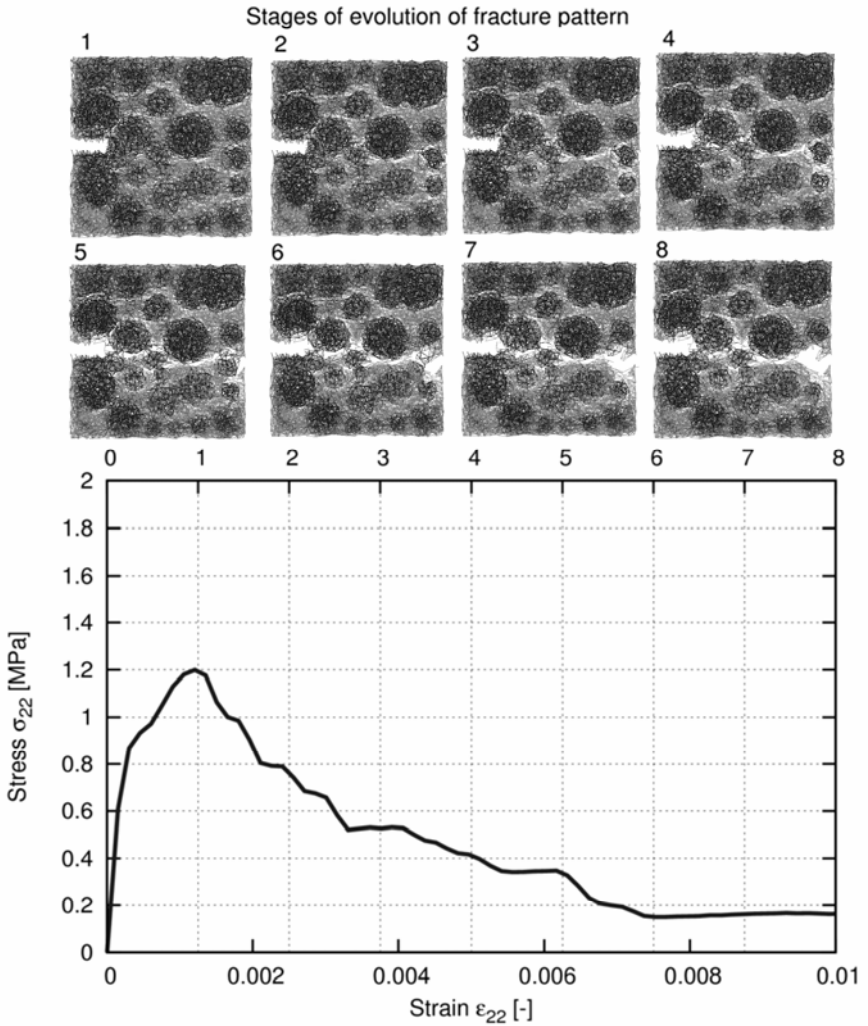 Stages of evolution of fracture pattern
1 2 3 4
5 6 7 8
0 1 2 3 4 5 6 7 8
2
1.8
1.6
1.4
1.2
1
0.8
0.6
0.4
0.2
0
Stress σ22 [MPa]
0 0.002 0.004 0.006 0.008 0.01
Strain ε22 [-]